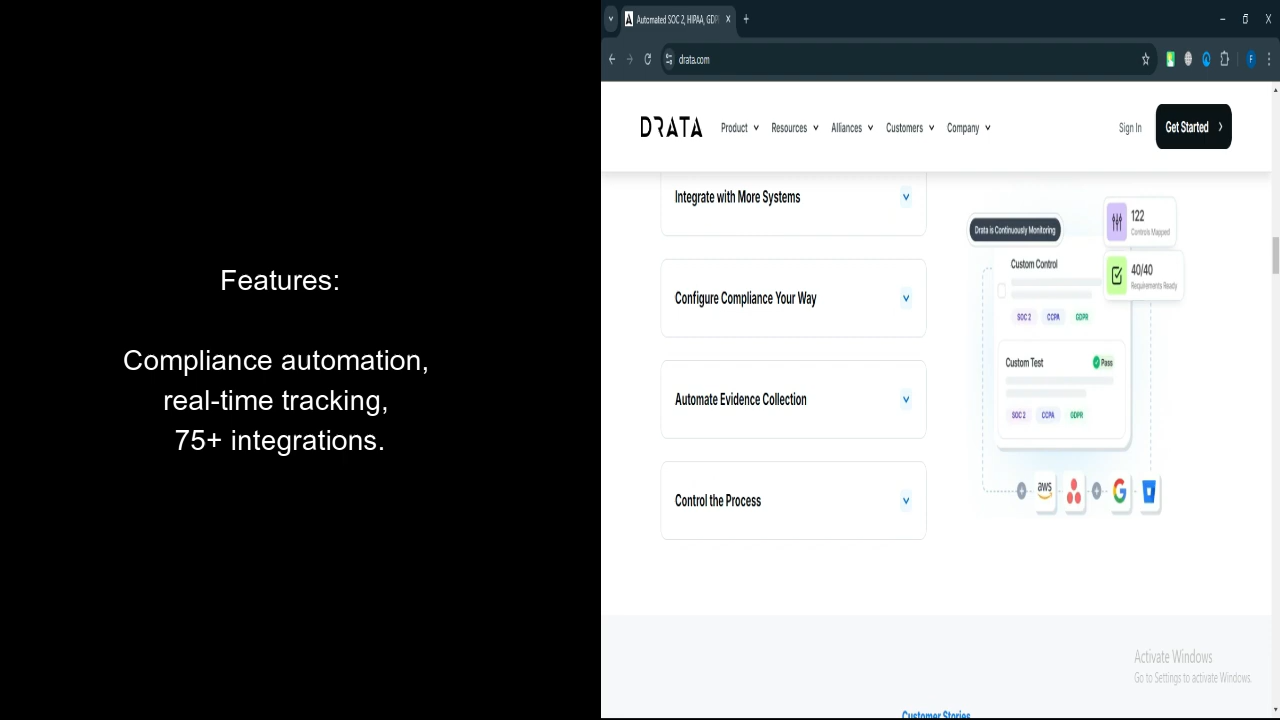 Features:
Compliance automation,
real-time tracking,
75+ integrations.
Automated SOC 2, HIPAA, GDP
drata.com
DRATA
Product
Resources
Alliances
Customers
Company
Sign In
Get Started
Integrate with More Systems
Configure Compliance Your Way
Automate Evidence Collection
Control the Process
Drata is Continuously Monitoring
122
Controls Mapped
40/40
Requirements Ready
Custom Control
SOC 2 CCPA GDPR
Custom Test
Pass
SOC 2 CCPA GDPR
aws
Activate Windows
Go to Settings to activate Windows.
Customer Stories